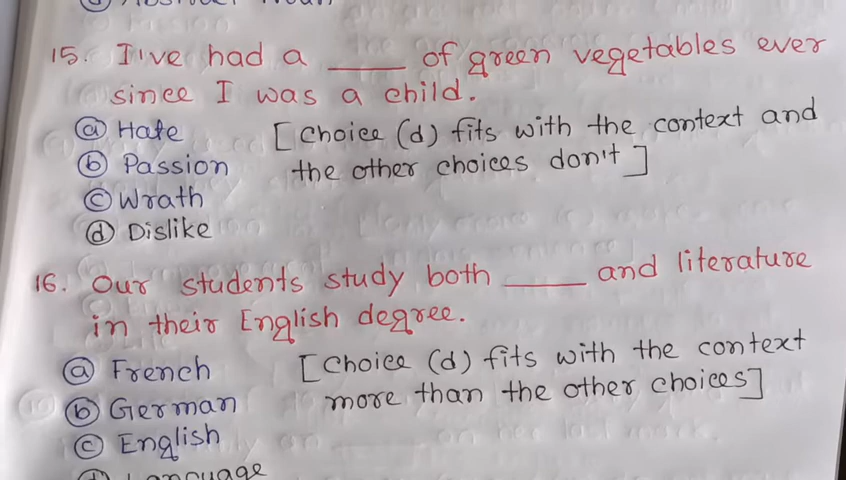 15. I've had a ____ of green vegetables ever
since I was a child.
ⓐ Hate [Choice (d) fits with the context and
ⓑ Passion the other choices don't]
ⓒ Wrath
ⓓ Dislike
16. Our students study both ____ and literature
in their English degree.
ⓐ French [Choice (d) fits with the context
ⓑ German more than the other choices]
ⓒ English
ⓓ Language